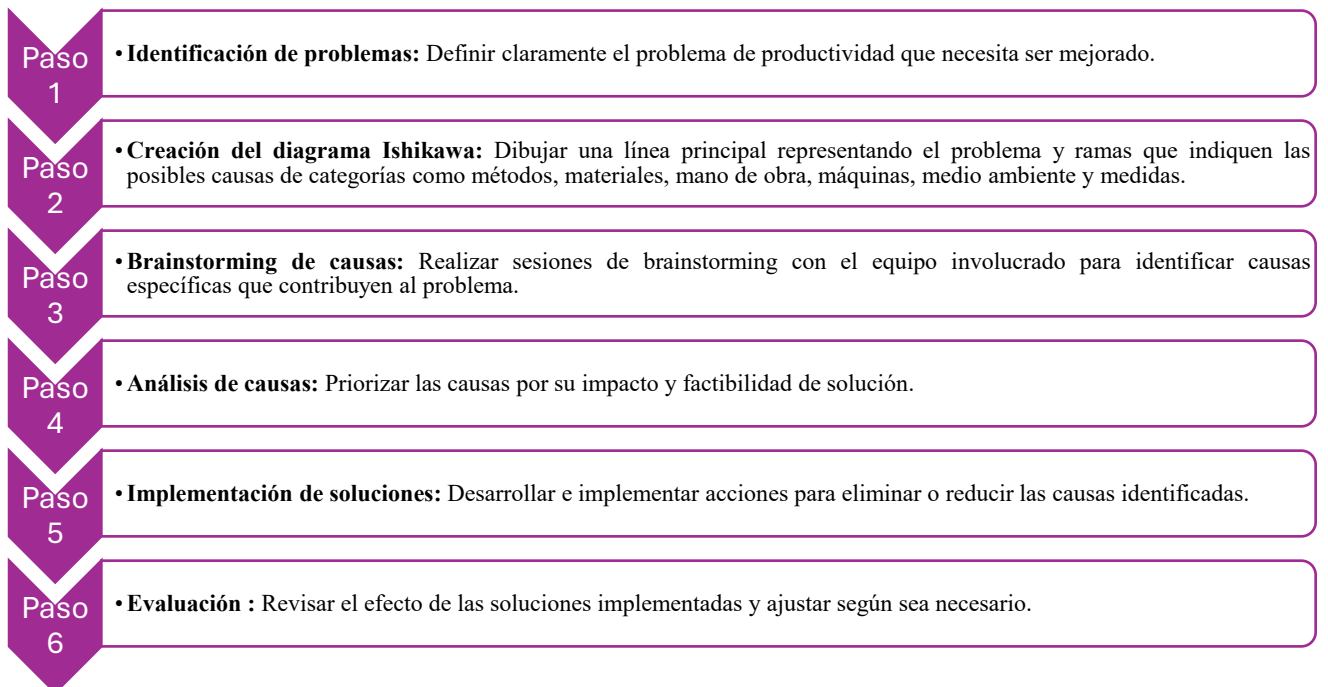 Paso
1
• Identificación de problemas: Definir claramente el problema de productividad que necesita ser mejorado.
Paso
2
• Creación del diagrama Ishikawa: Dibujar una línea principal representando el problema y ramas que indiquen las
posibles causas de categorías como métodos, materiales, mano de obra, máquinas, medio ambiente y medidas.
Paso
3
• Brainstorming de causas: Realizar sesiones de brainstorming con el equipo involucrado para identificar causas
específicas que contribuyen al problema.
Paso
4
• Análisis de causas: Priorizar las causas por su impacto y factibilidad de solución.
Paso
5
• Implementación de soluciones: Desarrollar e implementar acciones para eliminar o reducir las causas identificadas.
Paso
6
• Evaluación : Revisar el efecto de las soluciones implementadas y ajustar según sea necesario.